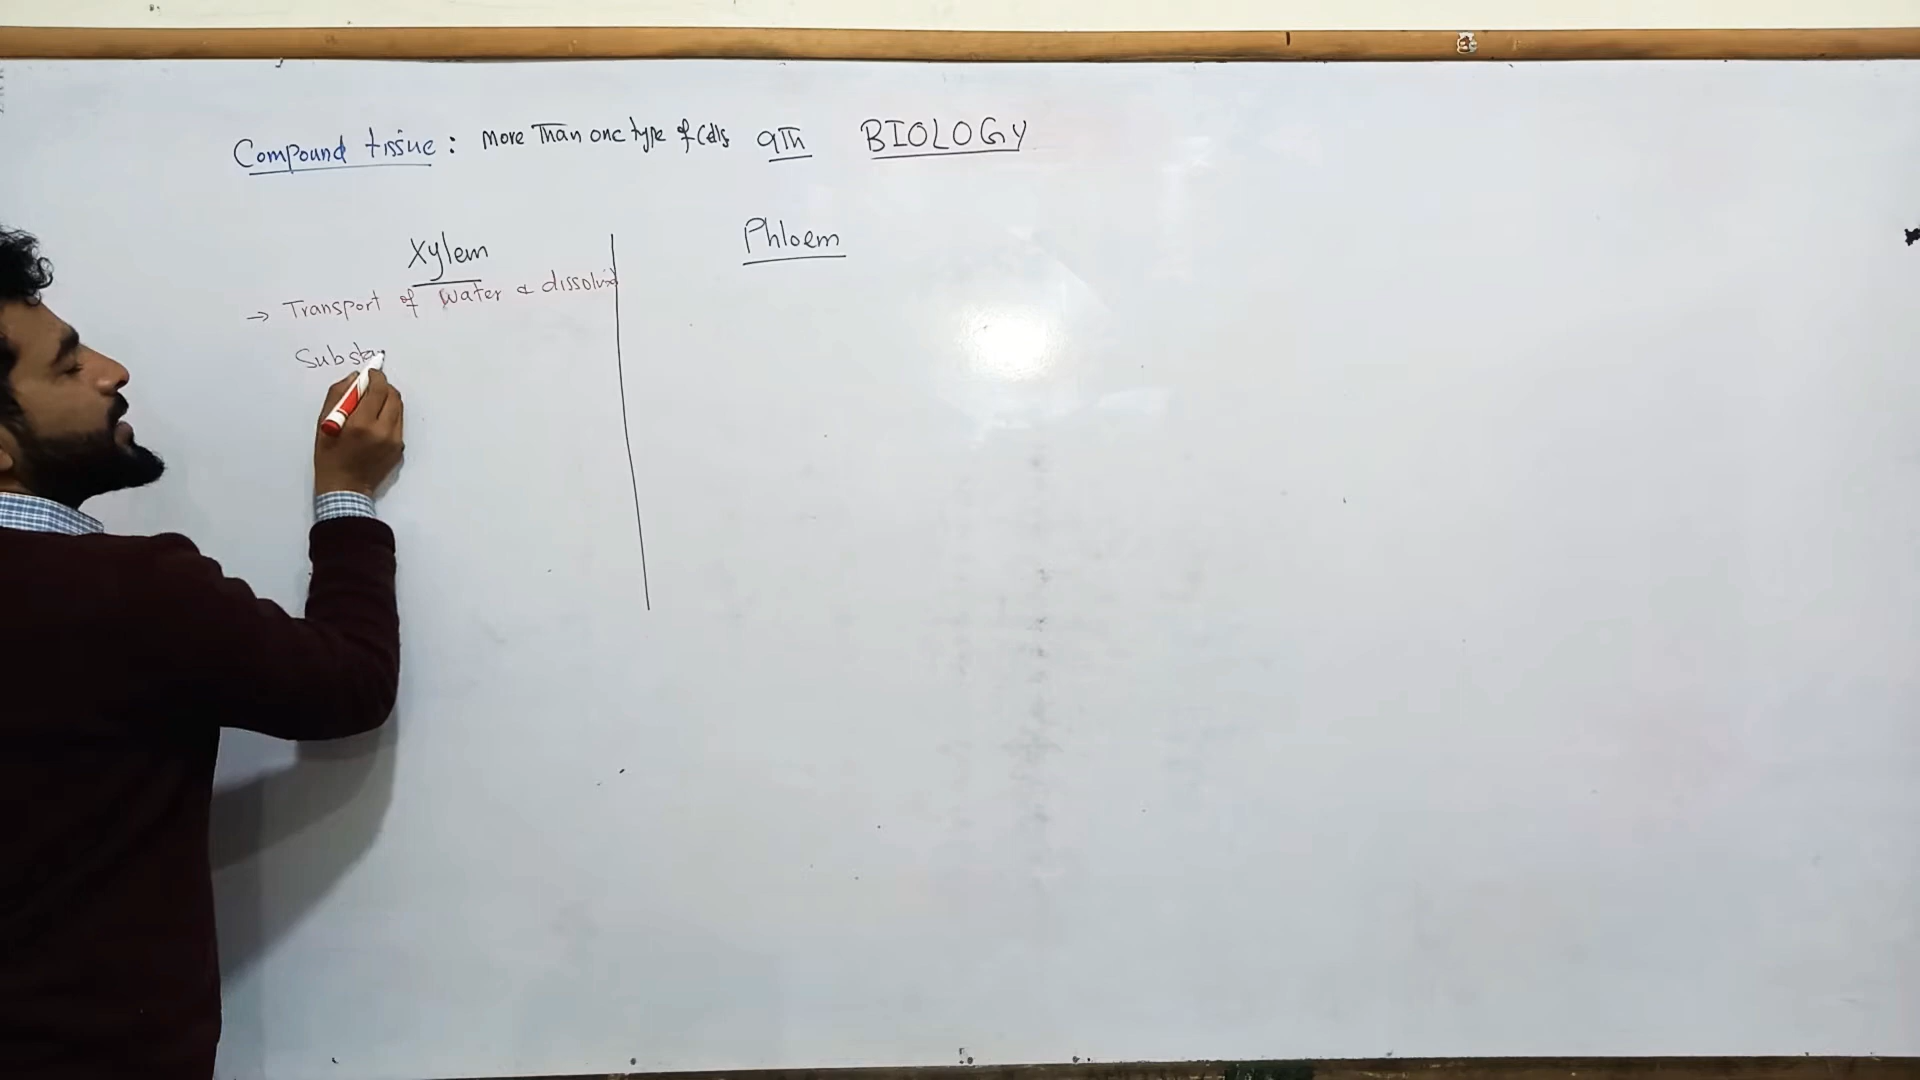 Compound tissue: More Than one type of Cells 9Th BIOLOGY
Xylem
Phloem
→ Transport of Water & dissolved
Substa